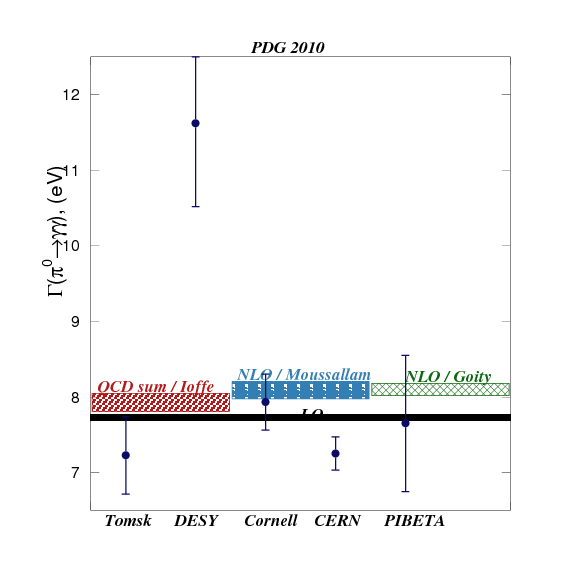 PDG 2010
12
11
10
9
8
7
Γ(π⁰→γγ), (eV)
QCD sum / Ioffe
NLO / Moussallam
NLO / Goity
LO
Tomsk DESY Cornell CERN PIBETA